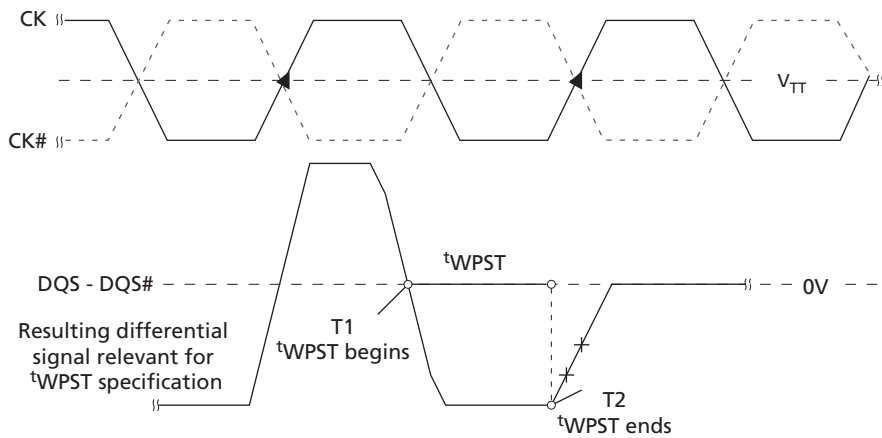 CK
V_TT
CK#
tWPST
DQS - DQS#
0V
T1
tWPST begins
Resulting differential
signal relevant for
tWPST specification
T2
tWPST ends